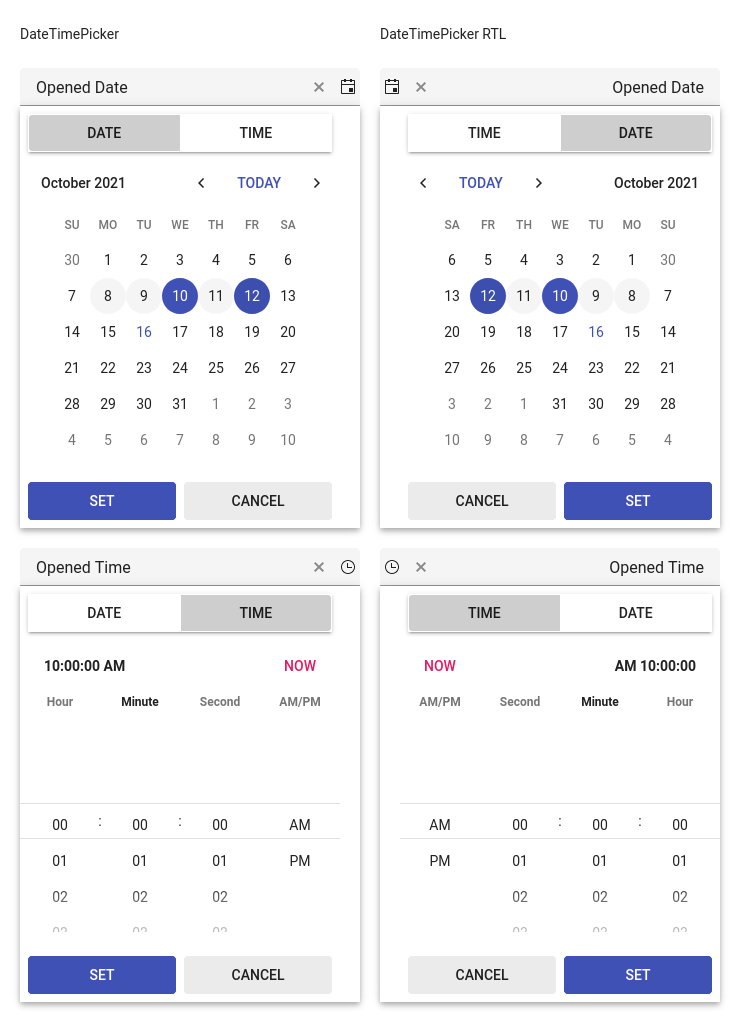 DateTimePicker
Opened Date
DATE TIME
October 2021 TODAY
SU MO TU WE TH FR SA
30 1 2 3 4 5 6
7 8 9 10 11 12 13
14 15 16 17 18 19 20
21 22 23 24 25 26 27
28 29 30 31 1 2 3
4 5 6 7 8 9 10
SET CANCEL
Opened Time
DATE TIME
10:00:00 AM NOW
Hour Minute Second AM/PM
00 : 00 : 00 AM
01 01 01 PM
02 02 02
SET CANCEL
DateTimePicker RTL
Opened Date
TIME DATE
TODAY October 2021
SA FR TH WE TU MO SU
6 5 4 3 2 1 30
13 12 11 10 9 8 7
20 19 18 17 16 15 14
27 26 25 24 23 22 21
3 2 1 31 30 29 28
10 9 8 7 6 5 4
CANCEL SET
Opened Time
TIME DATE
NOW AM 10:00:00
AM/PM Second Minute Hour
AM 00 : 00 : 00
PM 01 01 01
02 02 02
CANCEL SET